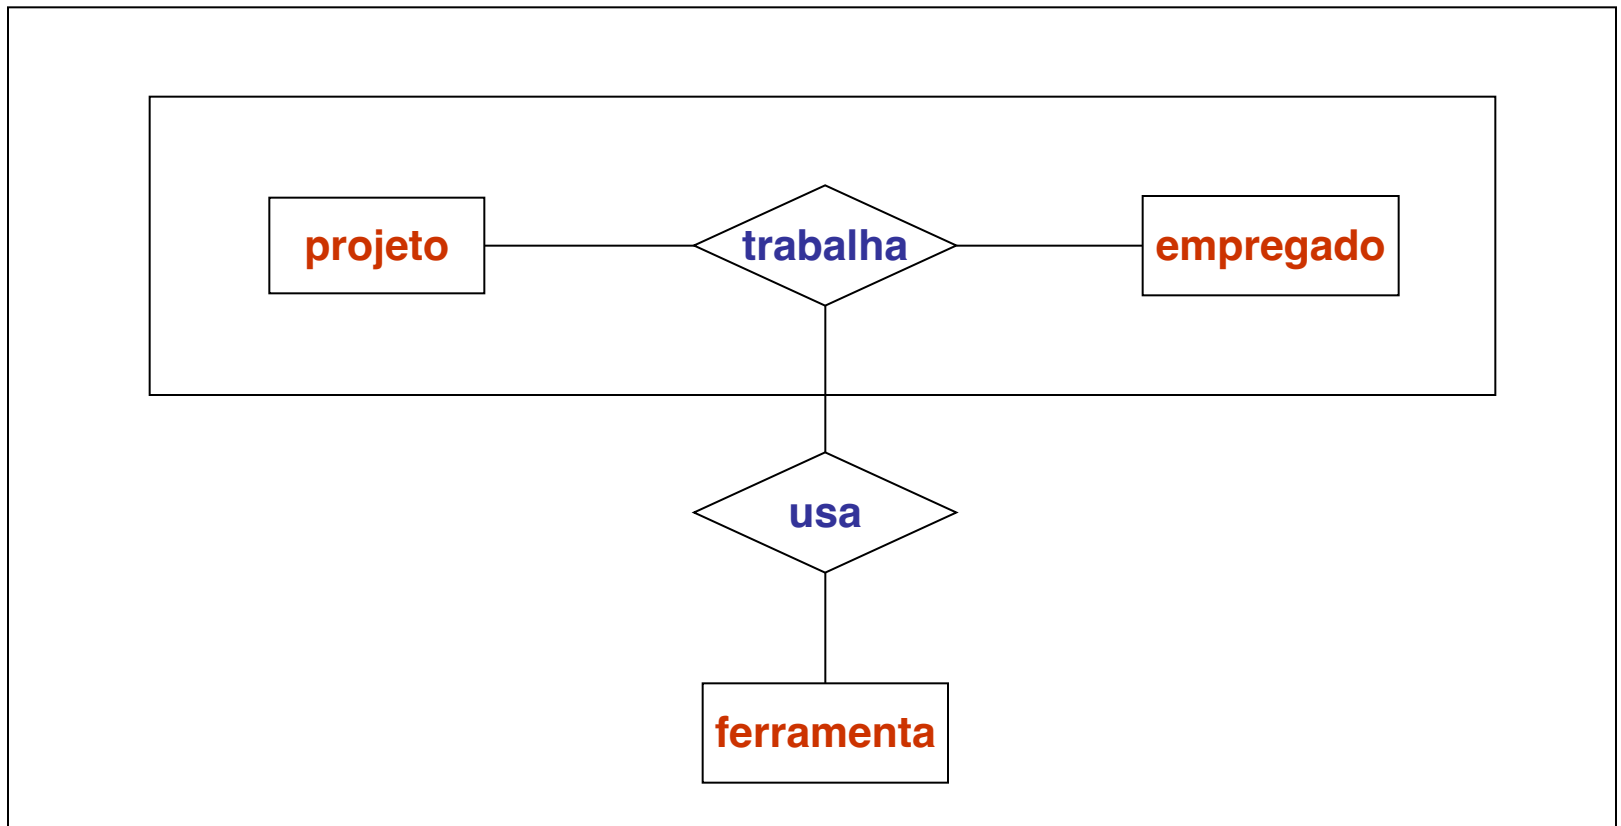 projeto
trabalha
empregado
usa
ferramenta